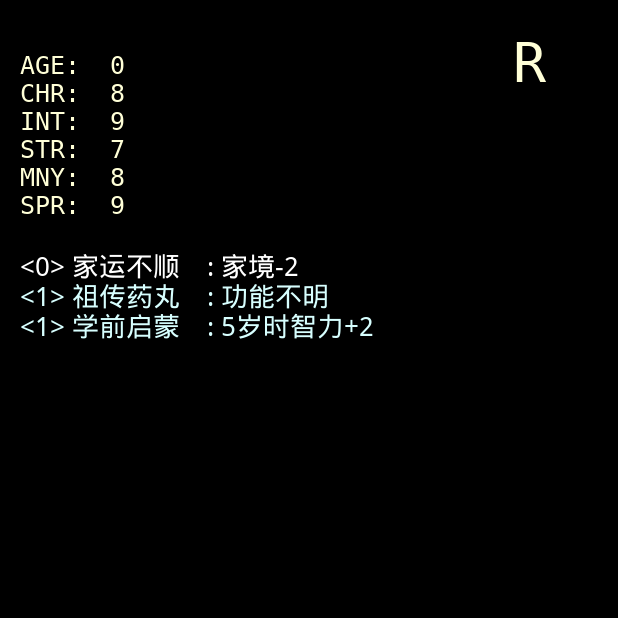 R
AGE: 0
CHR: 8
INT: 9
STR: 7
MNY: 8
SPR: 9
<0> 家运不顺 : 家境-2
<1> 祖传药丸 : 功能不明
<1> 学前启蒙 : 5岁时智力+2